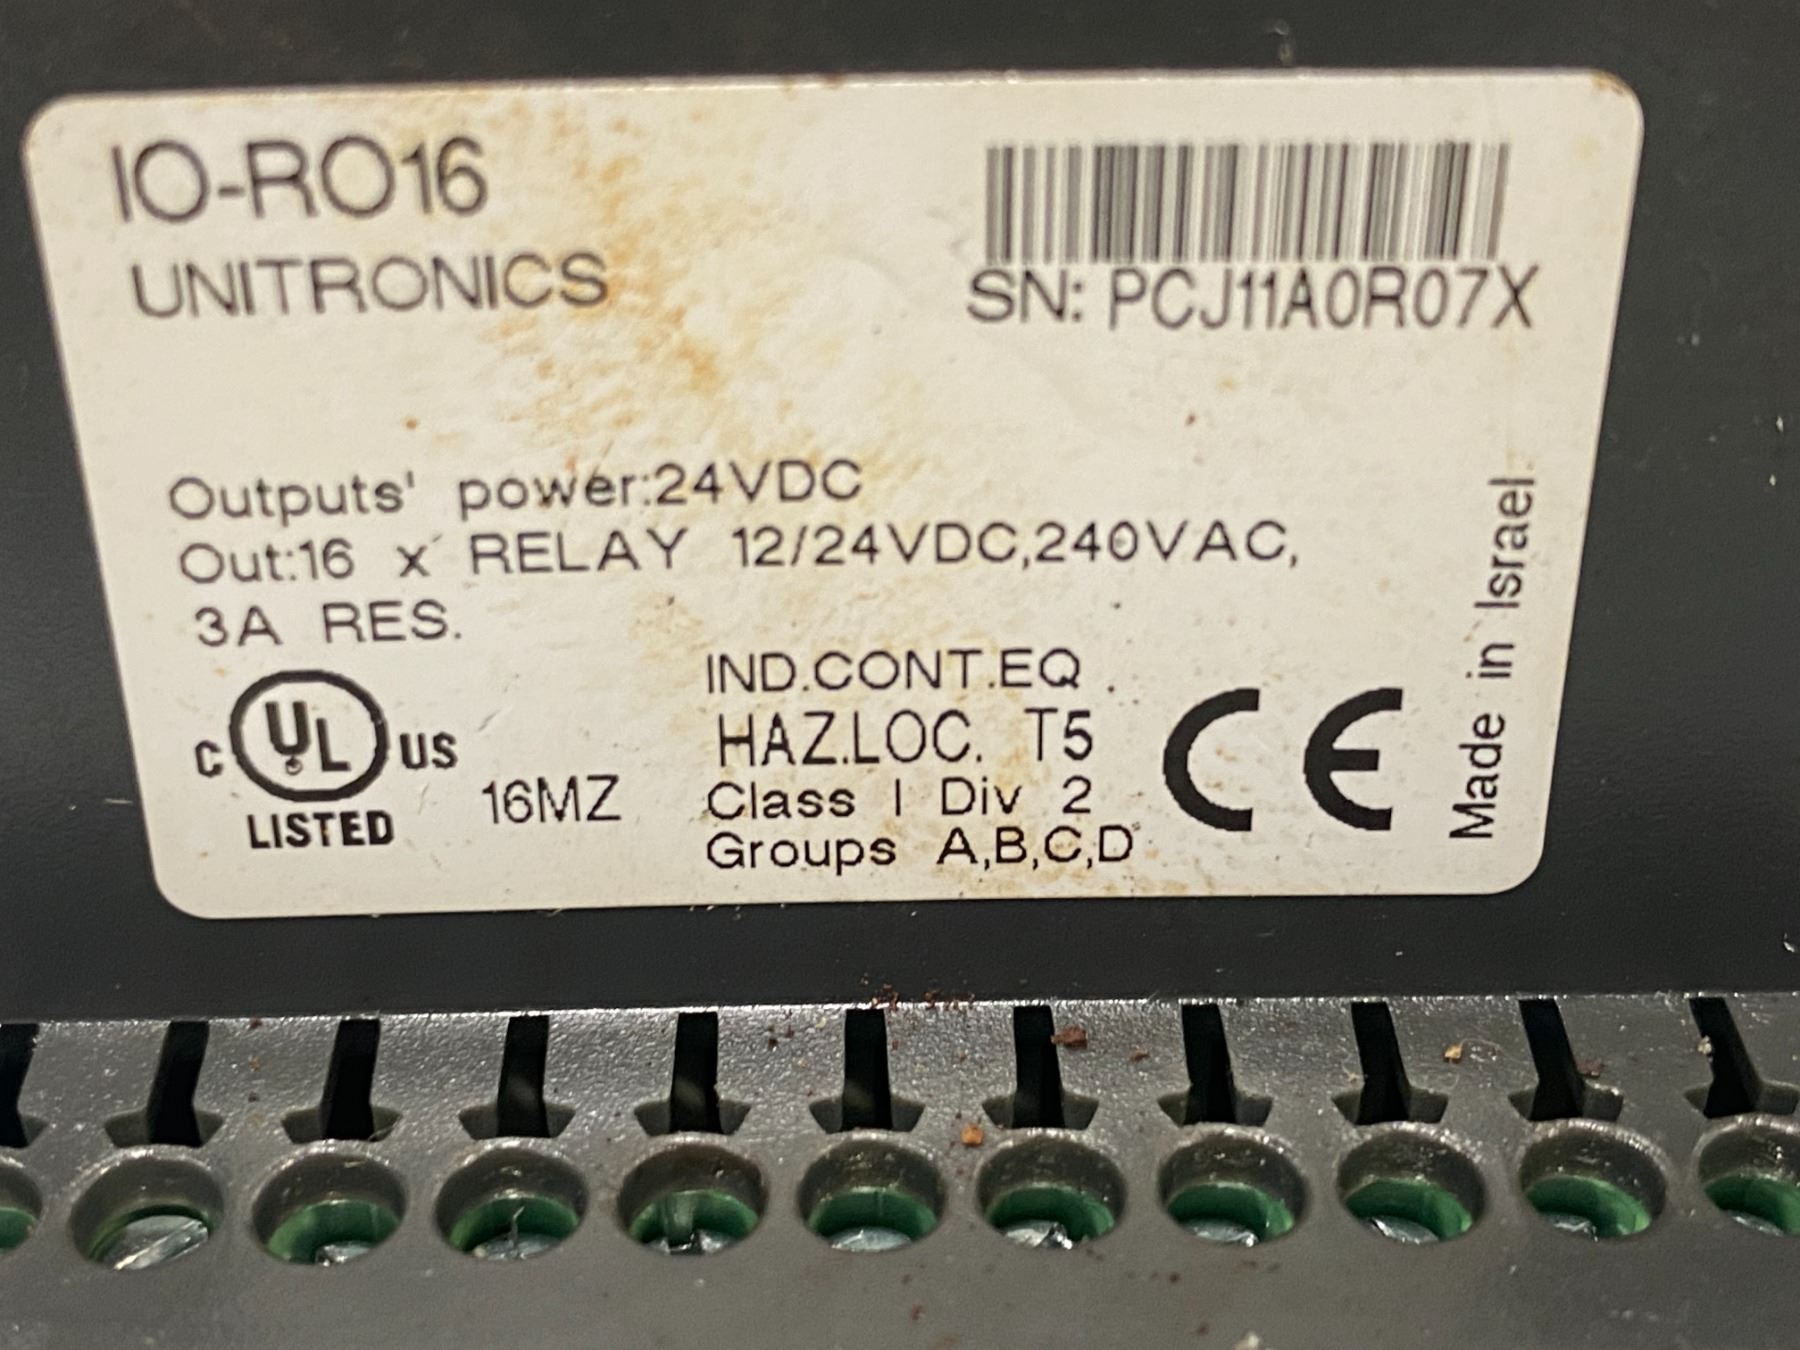 IO-RO16
UNITRONICS
SN: PCJ11A0R07X
Outputs' power:24VDC
Out:16 x RELAY 12/24VDC,240VAC,
3A RES.
C UL US
LISTED
16MZ
IND.CONT.EQ.
HAZ.LOC. T5
Class I Div 2
Groups A,B,C,D
CE
Made in Israel